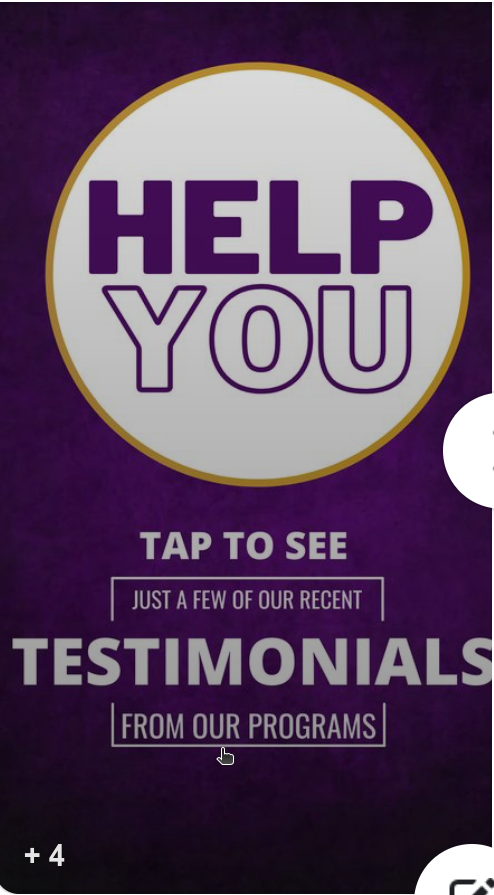 HELP
YOU
TAP TO SEE
JUST A FEW OF OUR RECENT
TESTIMONIALS
FROM OUR PROGRAMS
+ 4